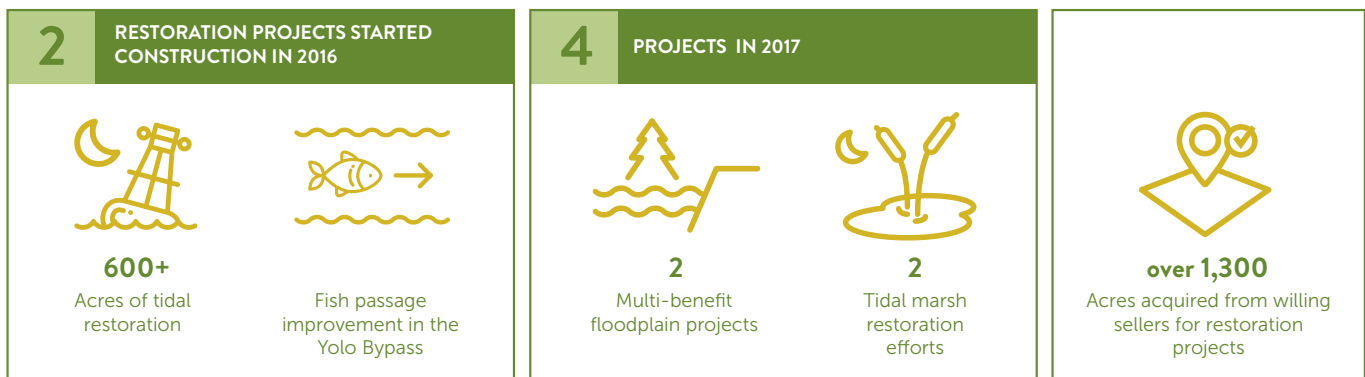 2
RESTORATION PROJECTS STARTED
CONSTRUCTION IN 2016
600+
Acres of tidal
restoration
Fish passage
improvement in the
Yolo Bypass
4
PROJECTS IN 2017
2
Multi-benefit
floodplain projects
2
Tidal marsh
restoration
efforts
over 1,300
Acres acquired from willing
sellers for restoration
projects